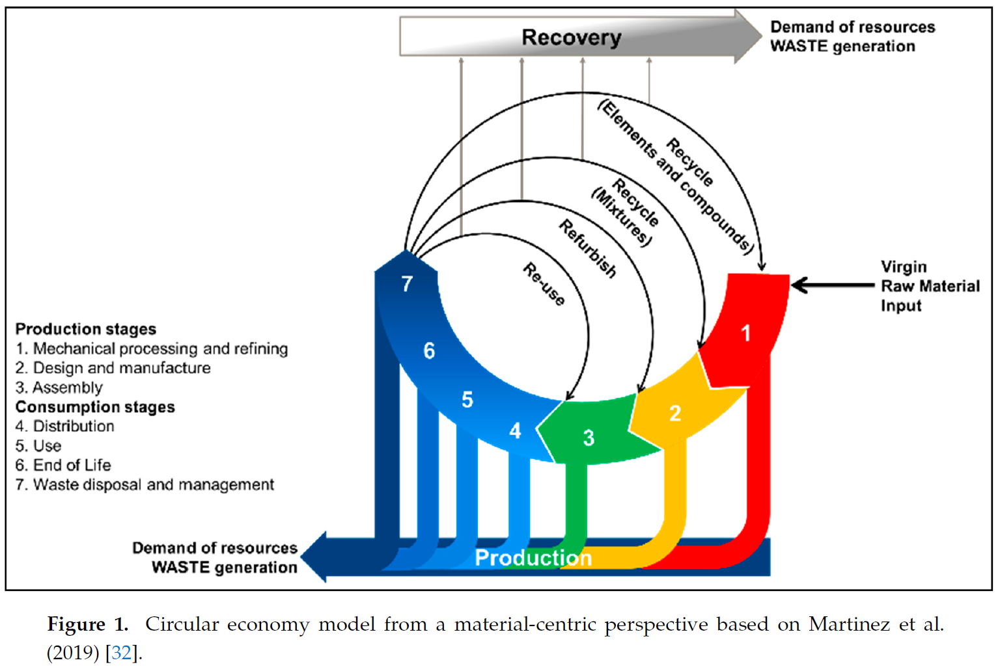 Recovery
Demand of resources
WASTE generation
Recycle
(Elements and compounds)
Recycle
(Mixtures)
Refurbish
Re-use
Virgin
Raw Material
Input
7
6
5
4
3
2
1
Production stages
1. Mechanical processing and refining
2. Design and manufacture
3. Assembly
Consumption stages
4. Distribution
5. Use
6. End of Life
7. Waste disposal and management
Demand of resources
WASTE generation
Production
Figure 1. Circular economy model from a material-centric perspective based on Martinez et al.
(2019) [32].